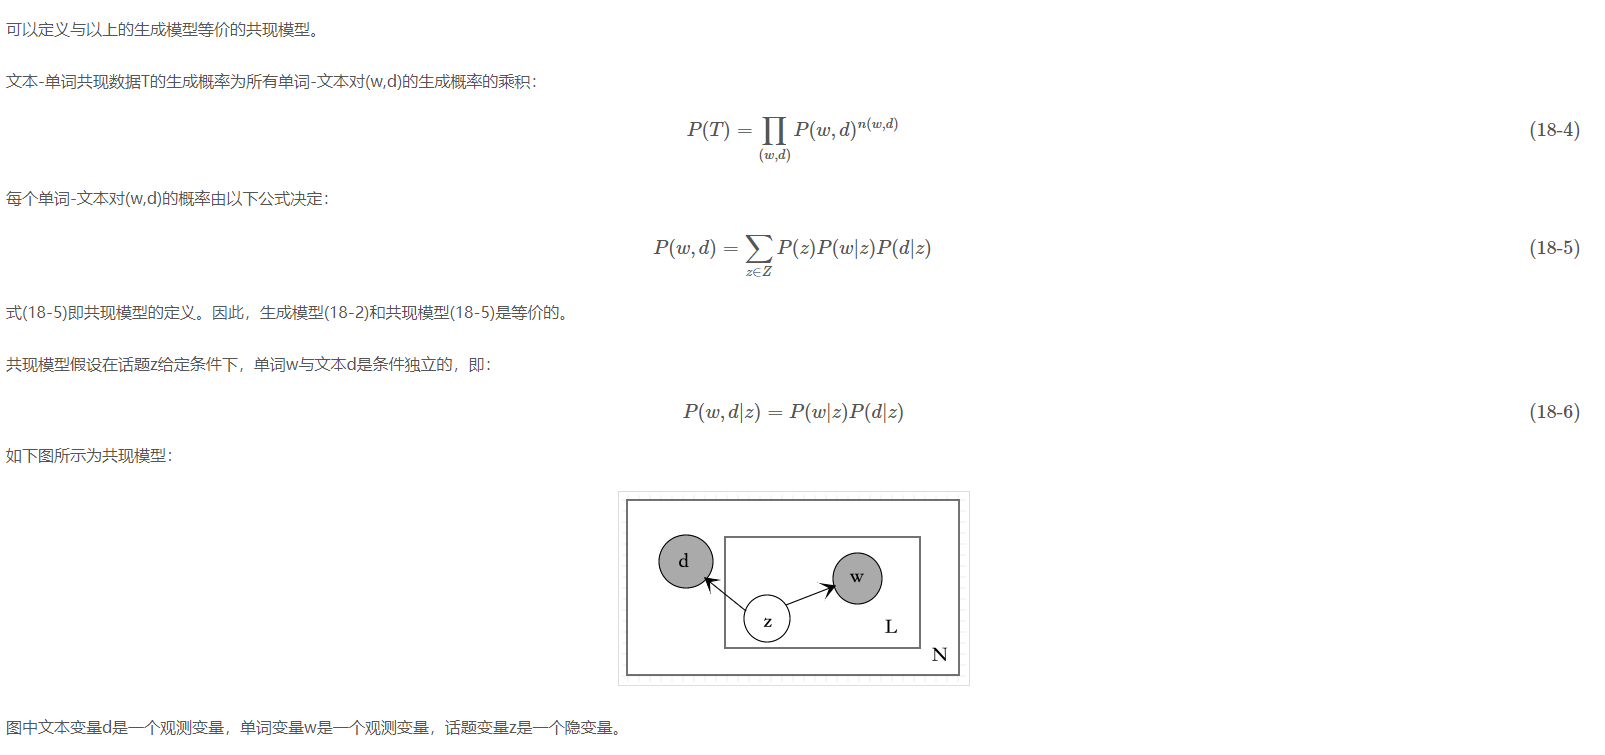 可以定义与以上的生成模型等价的共现模型。
文本-单词共现数据T的生成概率为所有单词-文本对(w,d)的生成概率的乘积：
P(T) = ∏_{(w,d)} P(w, d)^{n(w,d)} (18-4)
每个单词-文本对(w,d)的概率由以下公式决定：
P(w, d) = ∑_{z∈Z} P(z)P(w|z)P(d|z) (18-5)
式(18-5)即共现模型的定义。因此，生成模型(18-2)和共现模型(18-5)是等价的。
共现模型假设在话题z给定条件下，单词w与文本d是条件独立的，即：
P(w, d|z) = P(w|z)P(d|z) (18-6)
如下图所示为共现模型：
d
w
z
L
N
图中文本变量d是一个观测变量，单词变量w是一个观测变量，话题变量z是一个隐变量。